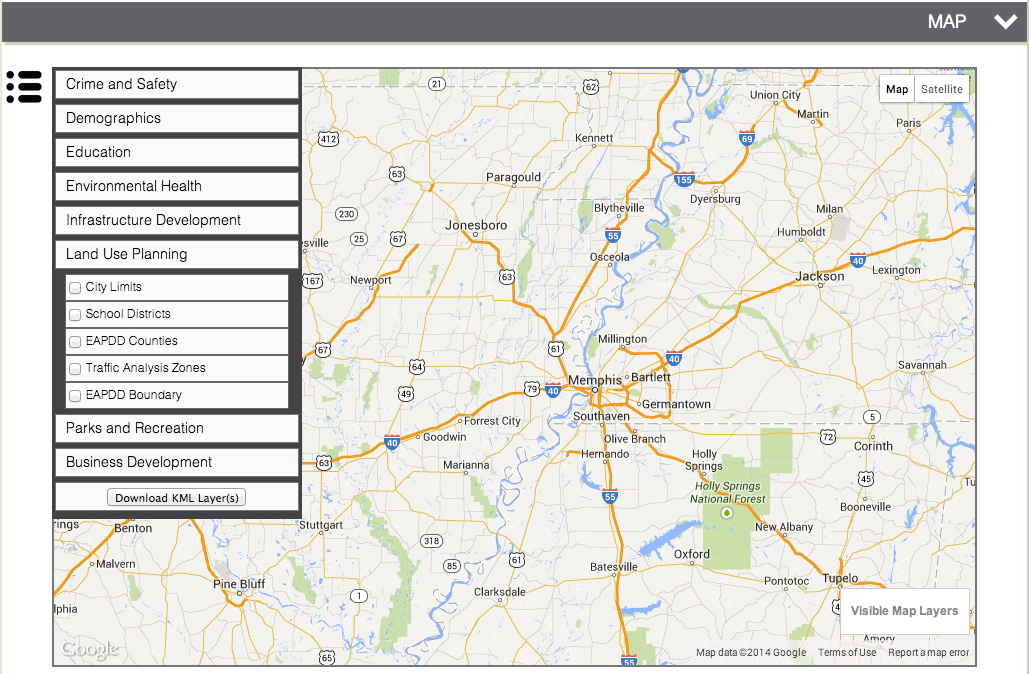 MAP
Crime and Safety
Demographics
Education
Environmental Health
Infrastructure Development
Land Use Planning
City Limits
School Districts
EAPDD Counties
Traffic Analysis Zones
EAPDD Boundary
Parks and Recreation
Business Development
Download KML Layer(s)
Map Satellite
21
62
Union City
Martin
Paris
412
Kennett
69
63
Paragould
155
Dyersburg
230
Blytheville
Milan
Jonesboro
25
67
55
Humboldt
sville
Osceola
40
Lexington
167
Newport
63
Jackson
Millington
67
61
40
64
Savannah
Memphis
Bartlett
79
40
49
Germantown
Southaven
5
Forrest City
Goodwin
40
Olive Branch
72
Corinth
Hernando
Holly
Springs
63
Marianna
45
Holly Springs
National Forest
55
Booneville
rings
Benton
Stuttgart
New Albany
318
Oxford
Malvern
85
61
Batesville
Pine Bluff
Clarksdale
Pontotoc
Tupelo
1
lphia
4
Visible Map Layers
Amory
Google
65
55
Map data ©2014 Google Terms of Use Report a map error